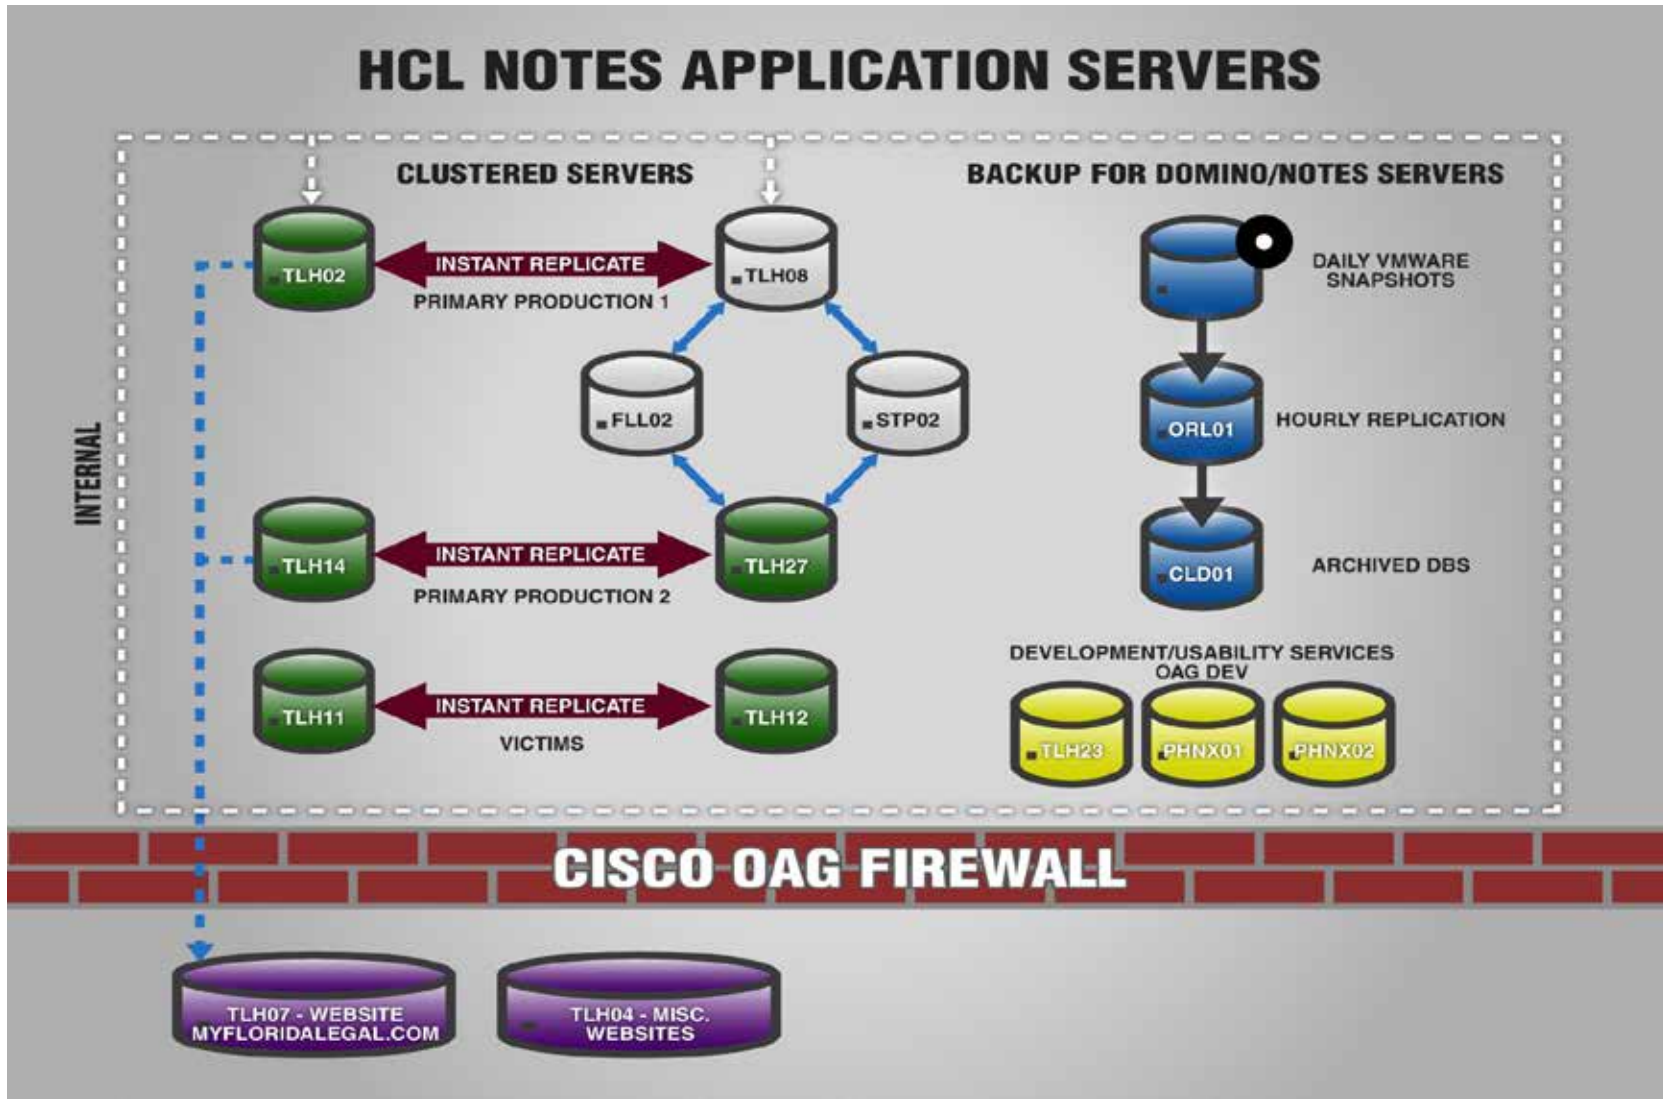 HCL NOTES APPLICATION SERVERS
CLUSTERED SERVERS
BACKUP FOR DOMINO/NOTES SERVERS
TLH02
INSTANT REPLICATE
PRIMARY PRODUCTION 1
TLH08
DAILY VMWARE
SNAPSHOTS
FLL02
STP02
ORL01
HOURLY REPLICATION
INTERNAL
TLH14
INSTANT REPLICATE
PRIMARY PRODUCTION 2
TLH27
CLD01
ARCHIVED DBS
TLH11
INSTANT REPLICATE
VICTIMS
TLH12
DEVELOPMENT/USABILITY SERVICES
OAG DEV
TLH23
PHNX01
PHNX02
CISCO OAG FIREWALL
TLH07 - WEBSITE
MYFLORIDALEGAL.COM
TLH04 - MISC.
WEBSITES